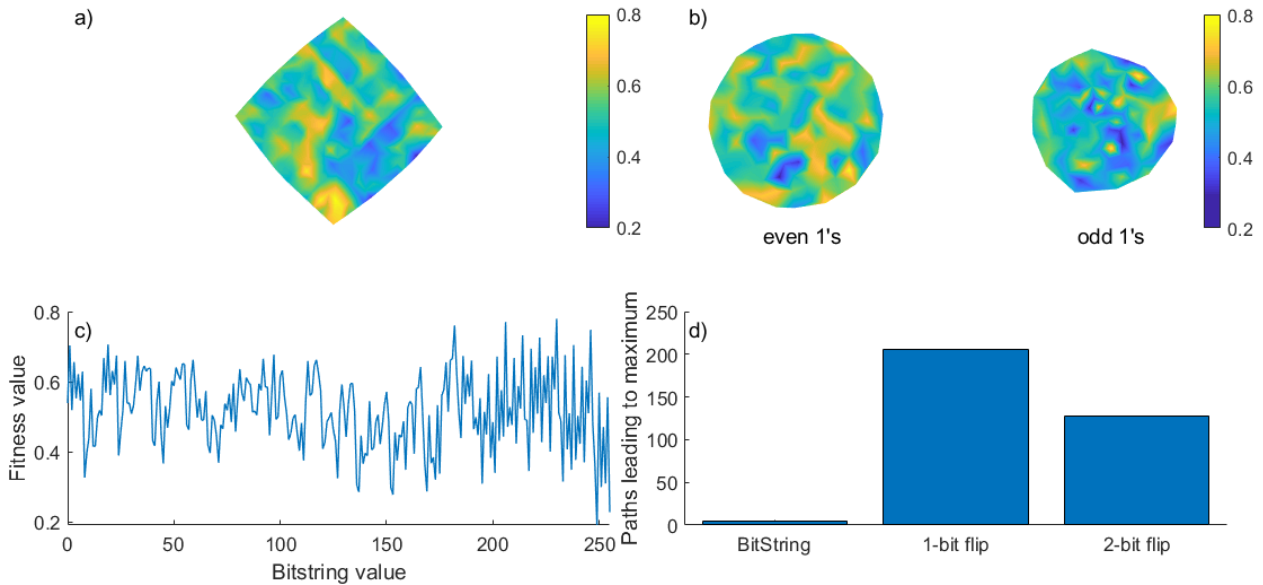 a)
0.8
0.6
0.4
0.2
b)
0.8
0.6
0.4
0.2
even 1's
odd 1's
c)
0.8
0.6
0.4
0.2
Fitness value
0 50 100 150 200 250
Bitstring value
d)
250
200
150
100
50
0
Paths leading to maximum
BitString 1-bit flip 2-bit flip